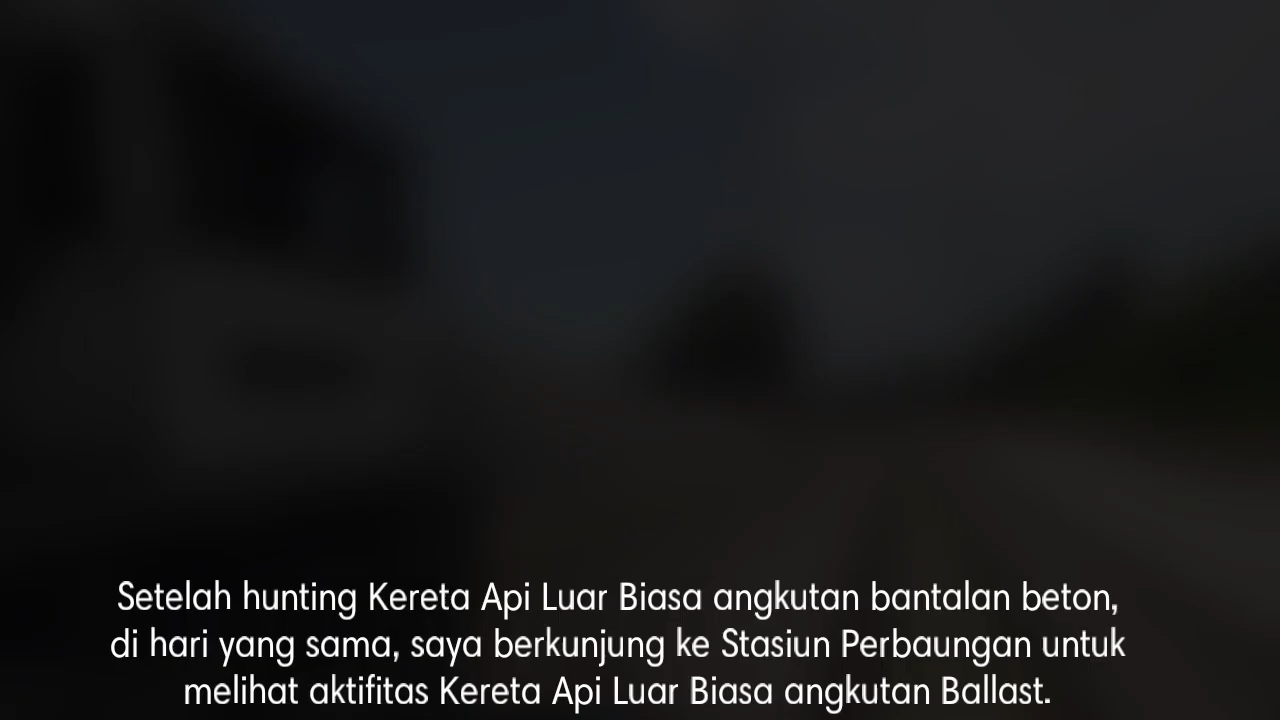 Setelah hunting Kereta Api Luar Biasa angkutan bantalan beton,
di hari yang sama, saya berkunjung ke Stasiun Perbaungan untuk
melihat aktifitas Kereta Api Luar Biasa angkutan Ballast.